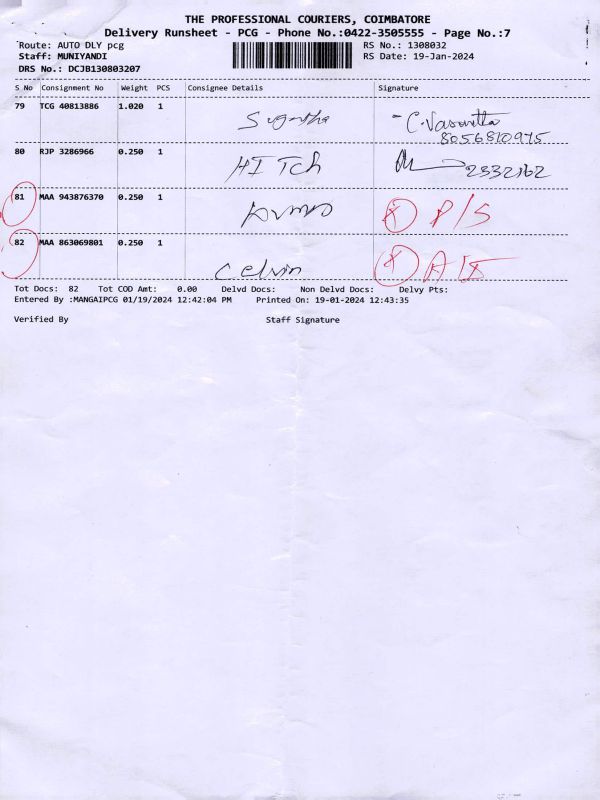 THE PROFESSIONAL COURIERS, COIMBATORE
Delivery Runsheet - PCG - Phone No.:0422-3505555 - Page No.:7
Route: AUTO DLY pcg RS No.: 1308032
Staff: MUNIYANDI RS Date: 19-Jan-2024
DRS No.: DCJB130803207
S No Consignment No Weight PCS Consignee Details Signature
79 TCG 40813886 1.020 1 Sugntha C. Vasantha
8056810975
80 RJP 3286966 0.250 1 HI Tch 2332162
81 MAA 943876370 0.250 1 X P/S
82 MAA 863069801 0.250 1 Celvin X
Tot Docs: 82 Tot COD Amt: 0.00 Delvd Docs: Non Delvd Docs: Delvy Pts:
Entered By :MANGAIPCG 01/19/2024 12:42:04 PM Printed On: 19-01-2024 12:43:35
Verified By Staff Signature